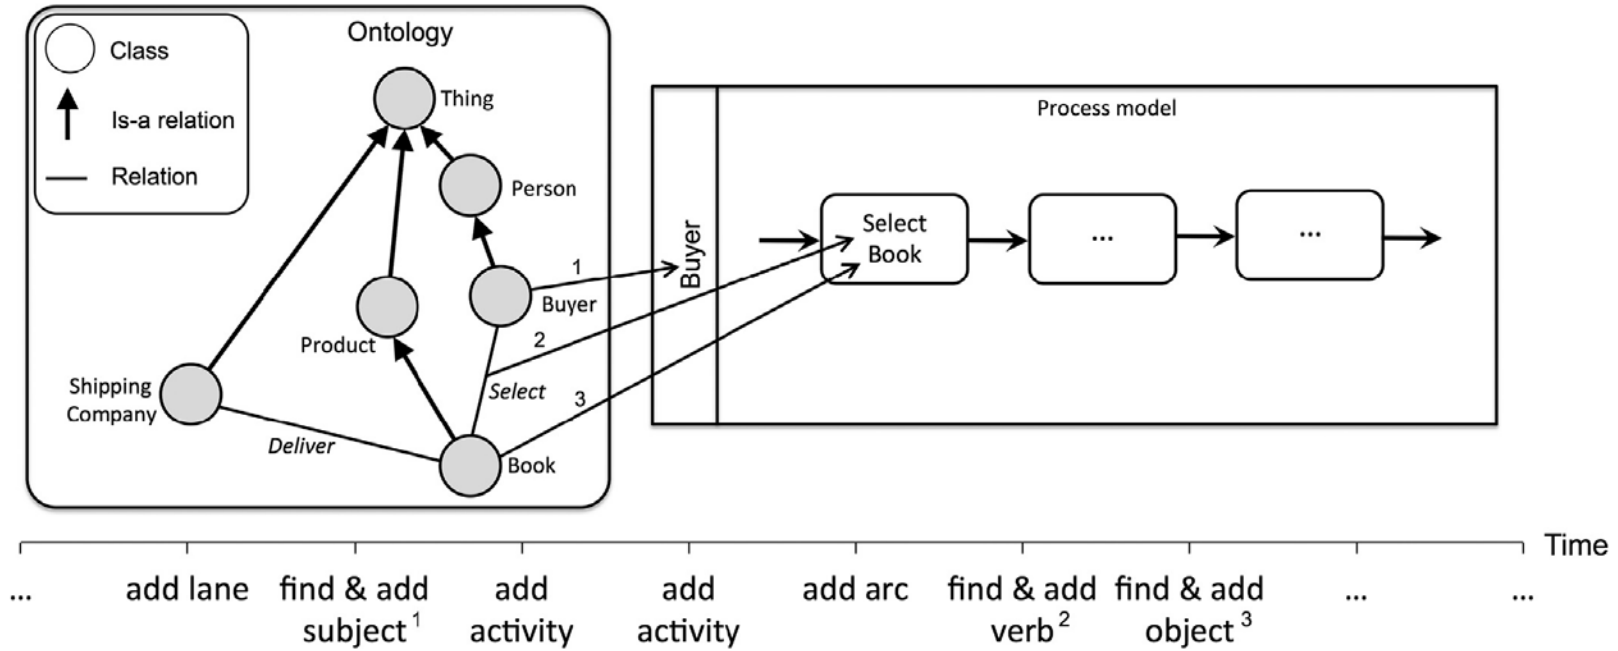 Ontology
Class
Is-a relation
Relation
Thing
Person
Buyer
Product
Shipping
Company
Deliver
Select
Book
1
2
3
Process model
Buyer
Select
Book
...
...
Time
...
add lane
find & add
subject 1
add
activity
add
activity
add arc
find & add
verb 2
find & add
object 3
...
...